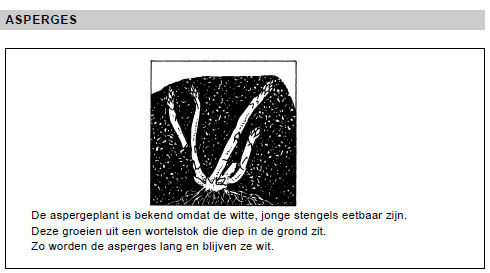 ASPERGES
De aspergeplant is bekend omdat de witte, jonge stengels eetbaar zijn.
Deze groeien uit een wortelstok die diep in de grond zit.
Zo worden de asperges lang en blijven ze wit.